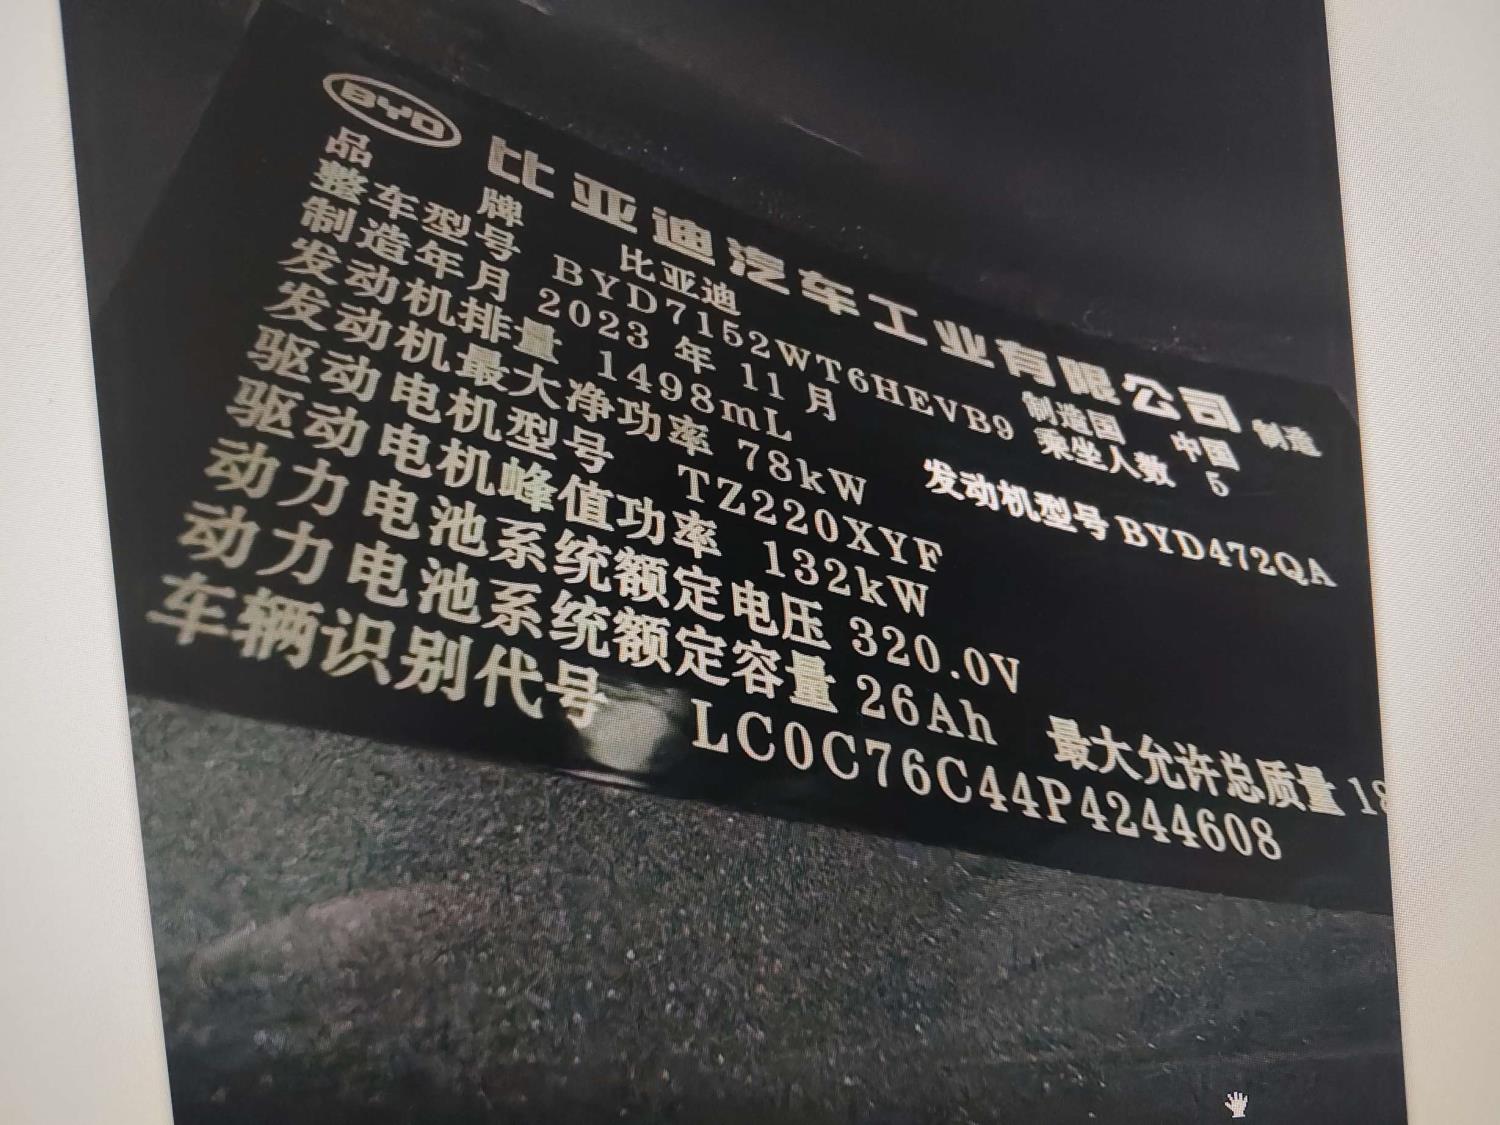 BYD 比亚迪汽车工业有限公司 制造
品牌 比亚迪 制造国 中国
整车型号 BYD7152WT6HEVB9 乘坐人数 5
制造年月 2023 年 11 月
发动机排量 1498mL 发动机型号 BYD472QA
发动机最大净功率 78kW
驱动电机型号 TZ220XYF
驱动电机峰值功率 132kW
动力电池系统额定电压 320.0V
动力电池系统额定容量 26Ah 最大允许总质量
车辆识别代号 LC0C76C44P4244608